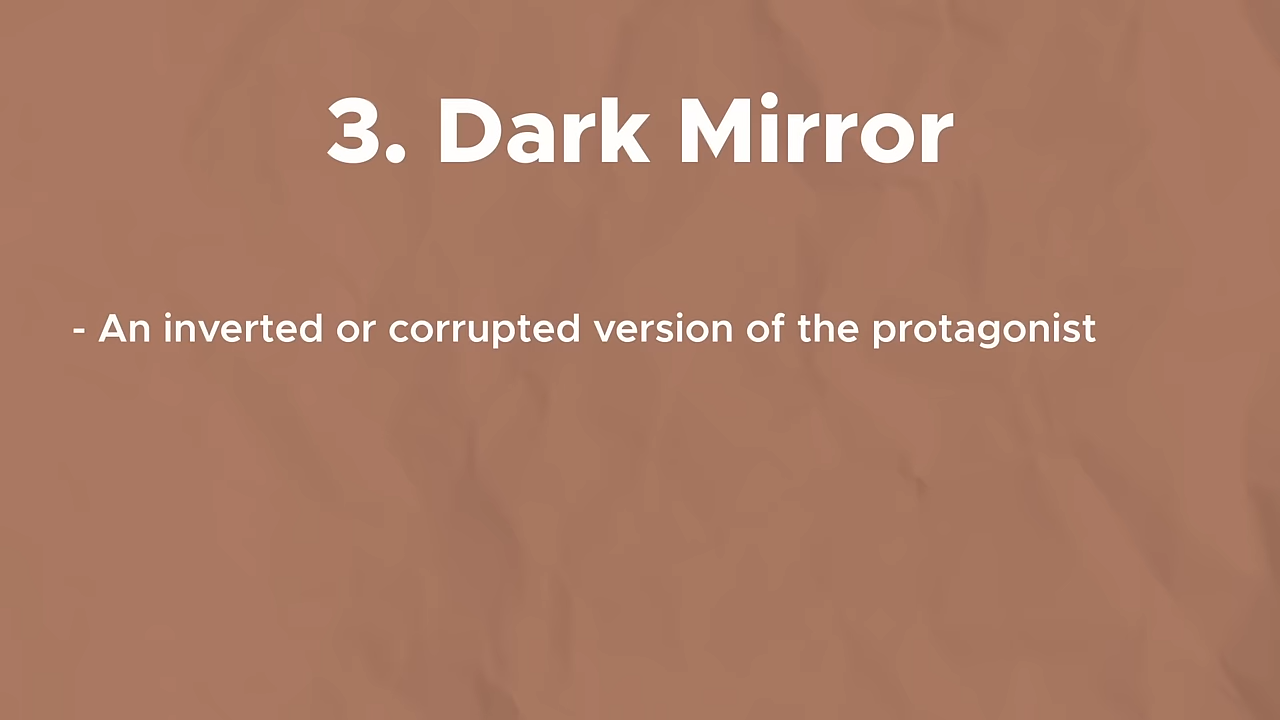 3. Dark Mirror
- An inverted or corrupted version of the protagonist